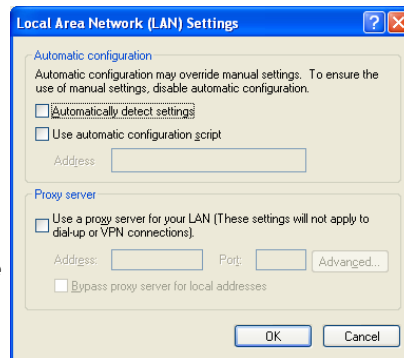 Local Area Network (LAN) Settings
Automatic configuration
Automatic configuration may override manual settings. To ensure the
use of manual settings, disable automatic configuration.
Automatically detect settings
Use automatic configuration script
Address
Proxy server
Use a proxy server for your LAN (These settings will not apply to
dial-up or VPN connections).
Address:
Port:
Advanced...
Bypass proxy server for local addresses
OK
Cancel